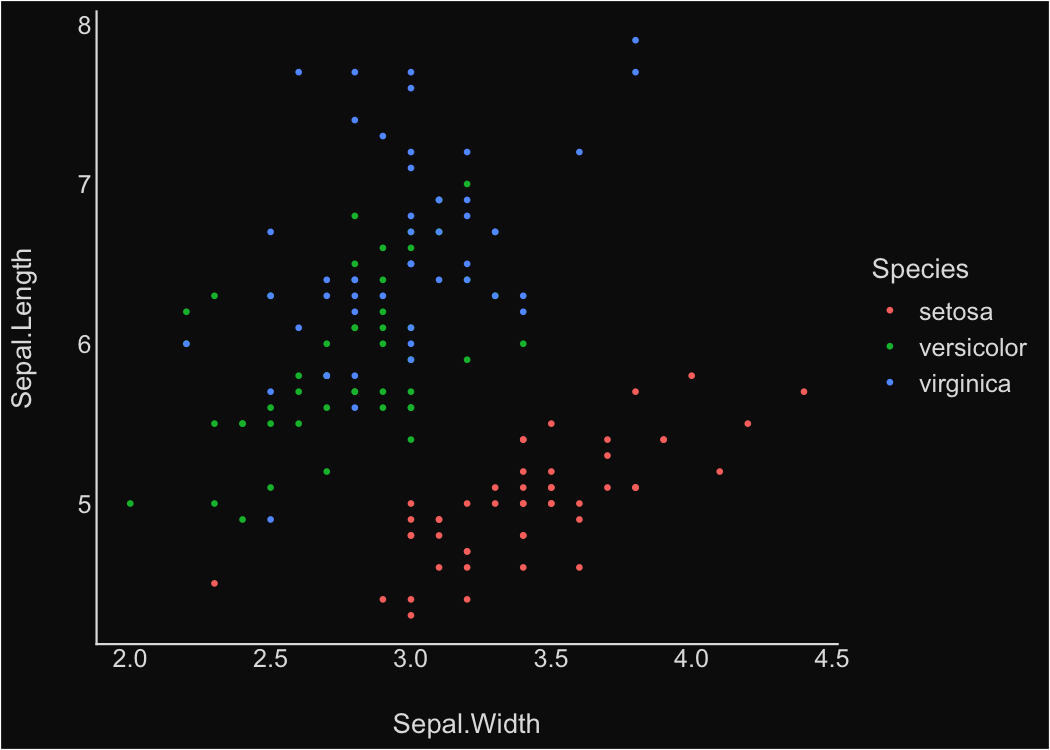 8
7
6
5
Sepal.Length
2.0 2.5 3.0 3.5 4.0 4.5
Sepal.Width
Species
setosa
versicolor
virginica